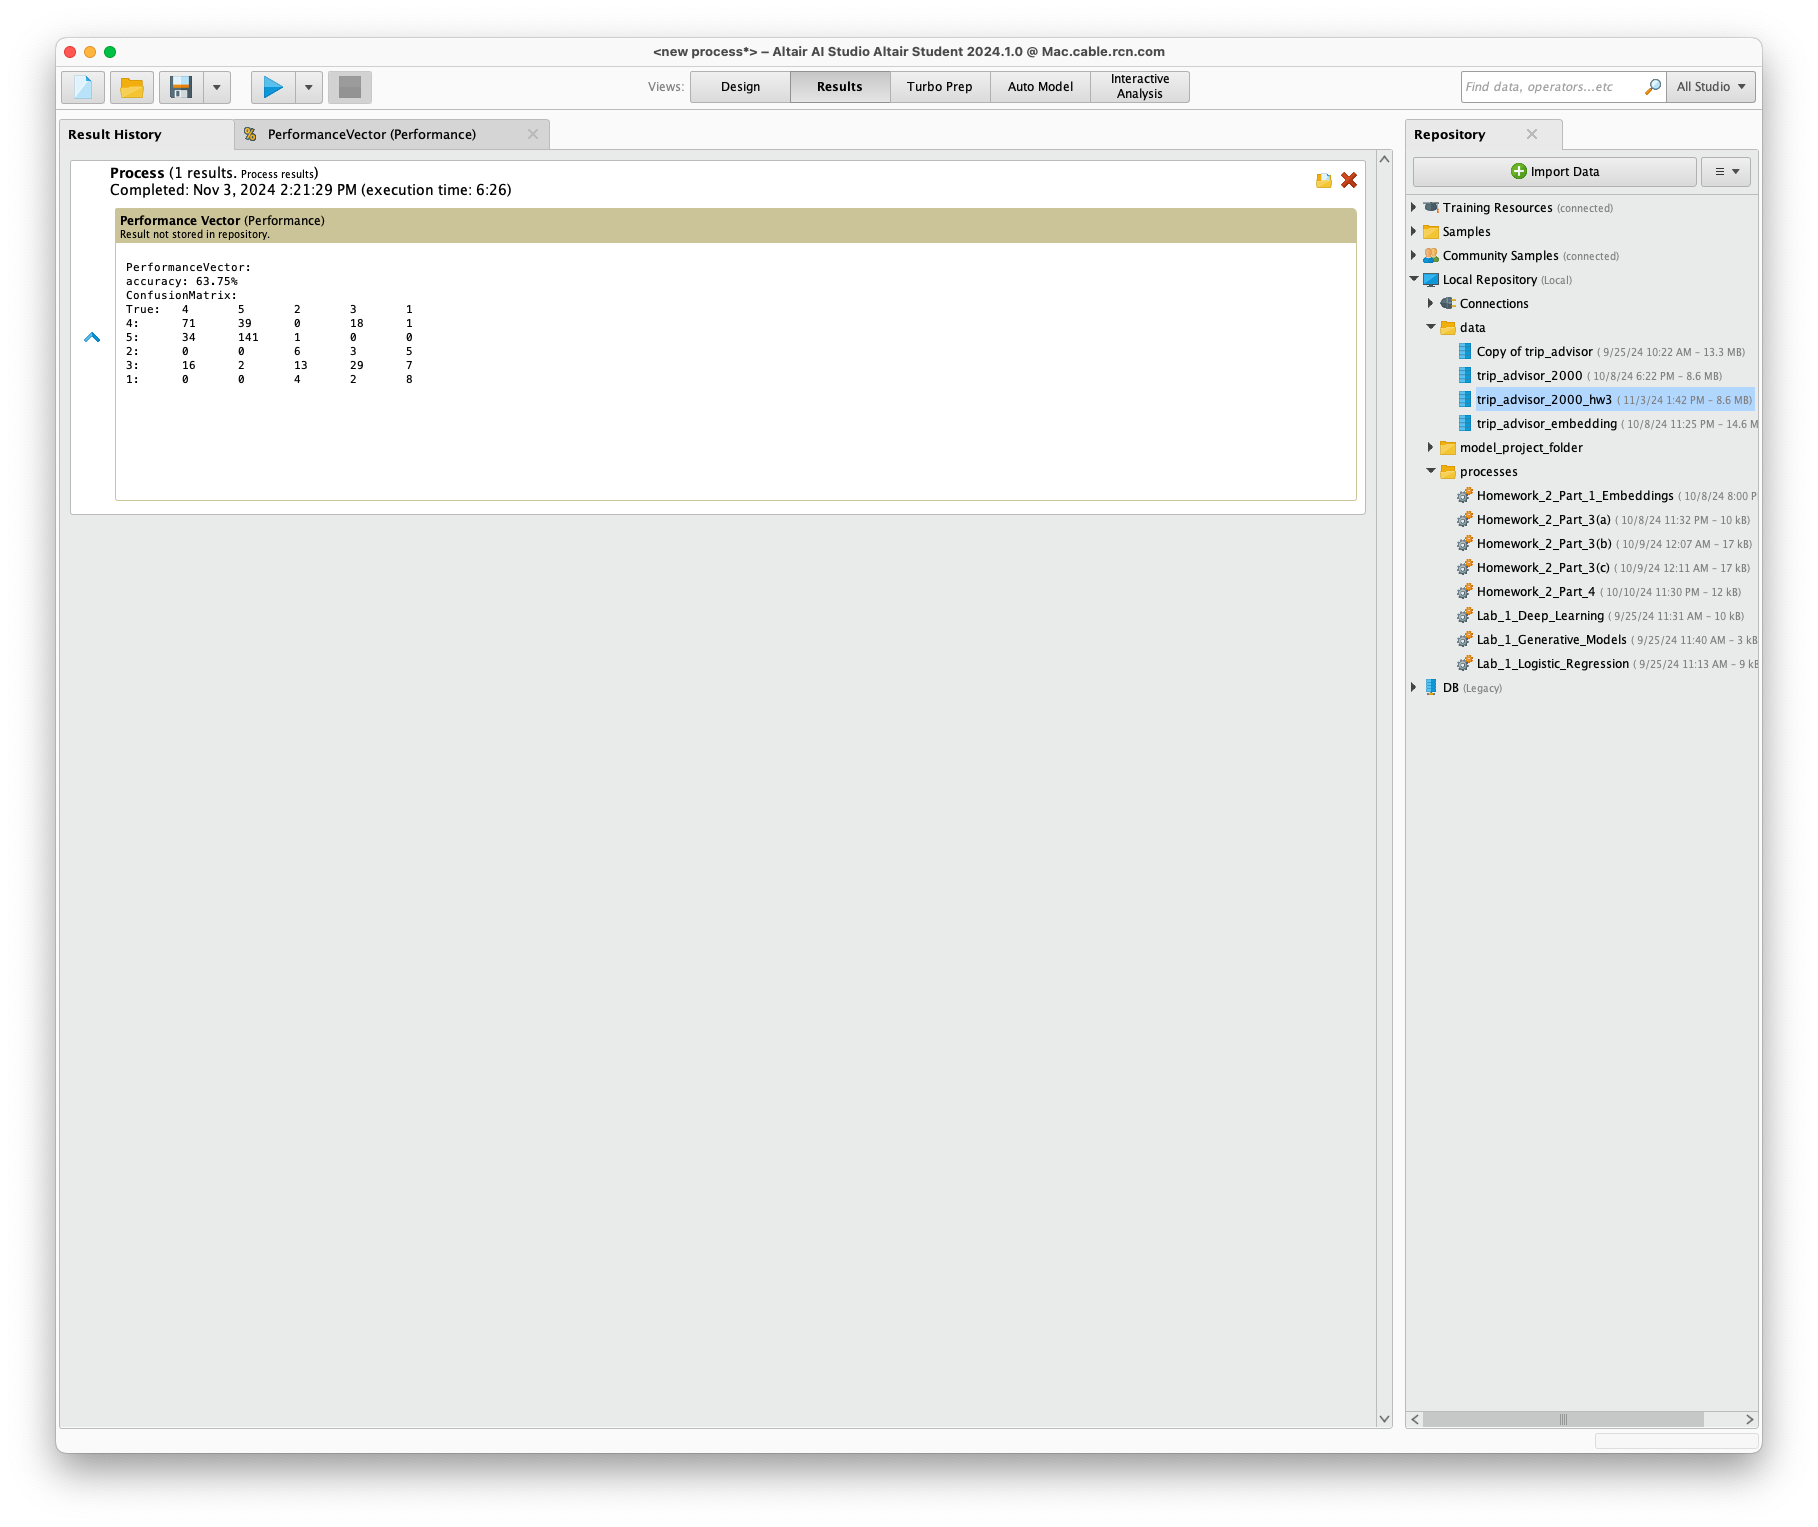 <new process*> – Altair AI Studio Altair Student 2024.1.0 @ Mac.cable.rcn.com
Views: Design Results Turbo Prep Auto Model Interactive Analysis
Find data, operators...etc All Studio
Result History PerformanceVector (Performance)
Process (1 results. Process results)
Completed: Nov 3, 2024 2:21:29 PM (execution time: 6:26)
Performance Vector (Performance)
Result not stored in repository.
PerformanceVector:
accuracy: 63.75%
ConfusionMatrix:
True: 4 5 2 3 1
4: 71 39 0 18 1
5: 34 141 1 0 0
2: 0 0 6 3 5
3: 16 2 13 29 7
1: 0 0 4 2 8
Repository
Import Data
Training Resources (connected)
Samples
Community Samples (connected)
Local Repository (Local)
Connections
data
Copy of trip_advisor ( 9/25/24 10:22 AM – 13.3 MB)
trip_advisor_2000 ( 10/8/24 6:22 PM – 8.6 MB)
trip_advisor_2000_hw3 ( 11/3/24 1:42 PM – 8.6 MB)
trip_advisor_embedding ( 10/8/24 11:25 PM – 14.6 M
model_project_folder
processes
Homework_2_Part_1_Embeddings ( 10/8/24 8:00 P
Homework_2_Part_3(a) ( 10/8/24 11:32 PM – 10 kB)
Homework_2_Part_3(b) ( 10/9/24 12:07 AM – 17 kB)
Homework_2_Part_3(c) ( 10/9/24 12:11 AM – 17 kB)
Homework_2_Part_4 ( 10/10/24 11:30 PM – 12 kB)
Lab_1_Deep_Learning ( 9/25/24 11:31 AM – 10 kB)
Lab_1_Generative_Models ( 9/25/24 11:40 AM – 3 kB
Lab_1_Logistic_Regression ( 9/25/24 11:13 AM – 9 kB
DB (Legacy)